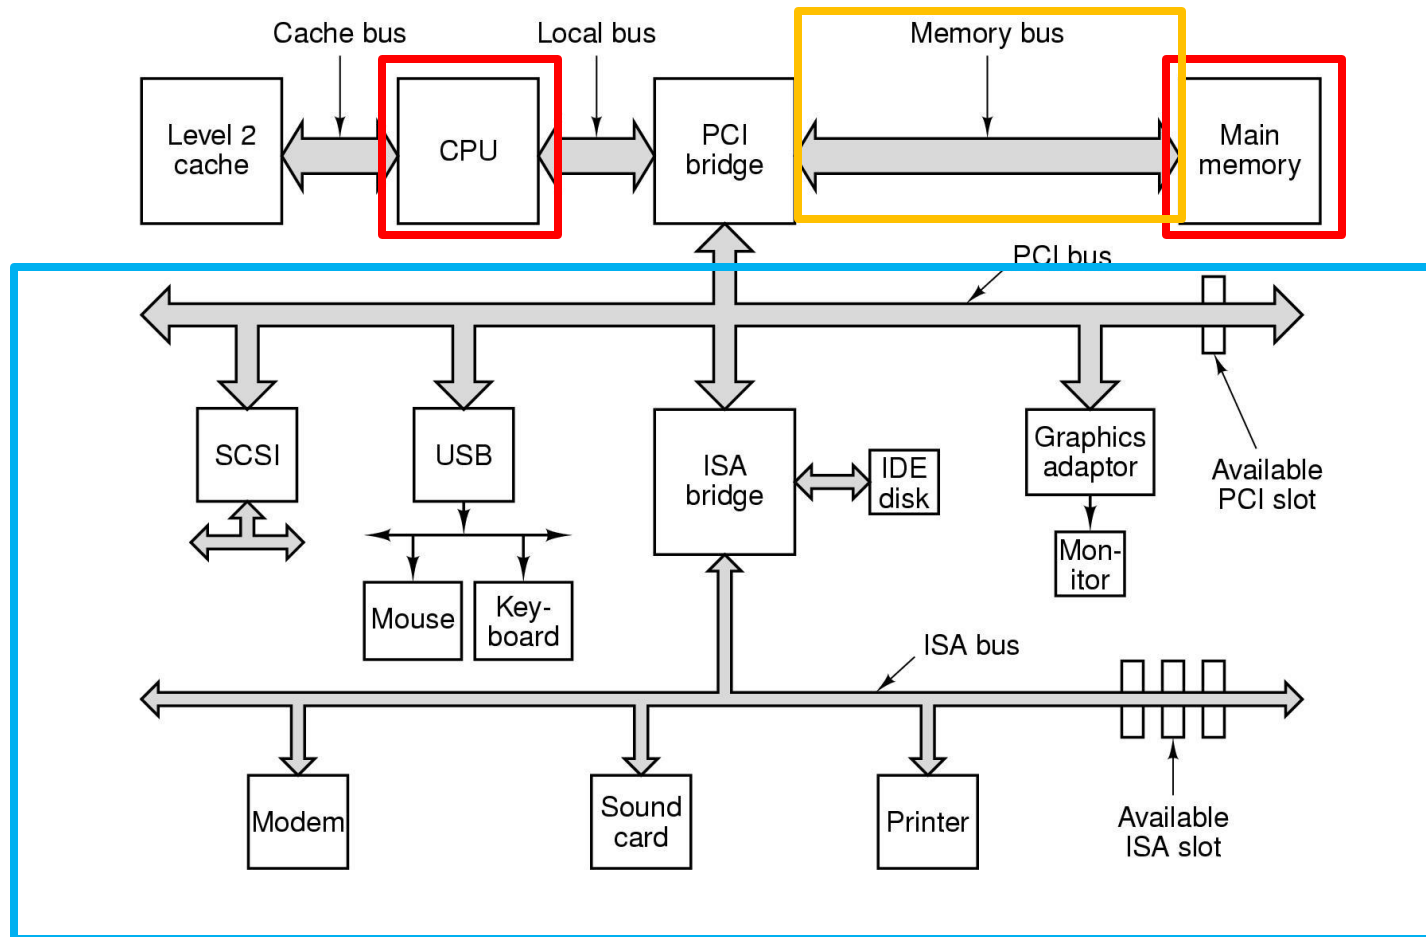 Cache bus
Local bus
Memory bus
Level 2
cache
CPU
PCI
bridge
Main
memory
PCI bus
SCSI
USB
ISA
bridge
IDE
disk
Graphics
adaptor
Available
PCI slot
Mon-
itor
Mouse
Key-
board
ISA bus
Modem
Sound
card
Printer
Available
ISA slot